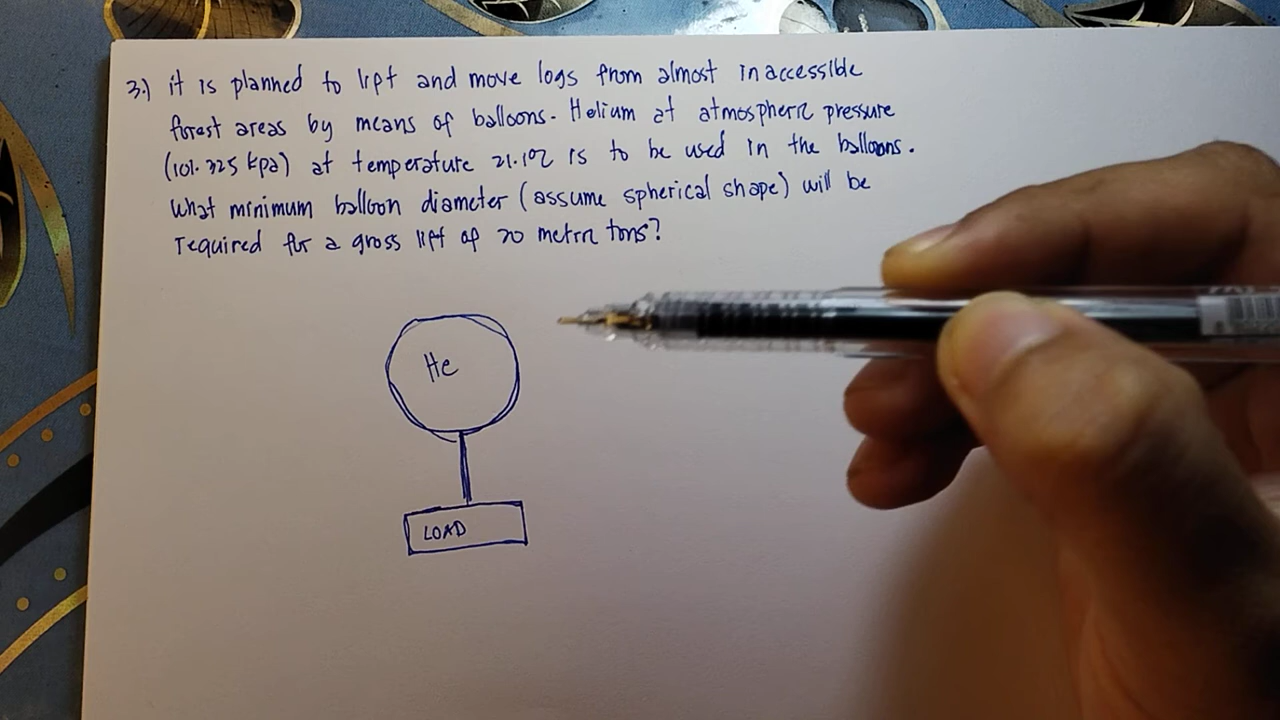 3.) it is planned to lift and move logs from almost inaccessible
forest areas by means of balloons. Helium at atmospheric pressure
(101.325 kPa) at temperature 21.1°C is to be used in the balloons.
What minimum balloon diameter (assume spherical shape) will be
required for a gross lift of 20 metric tons?
He
LOAD